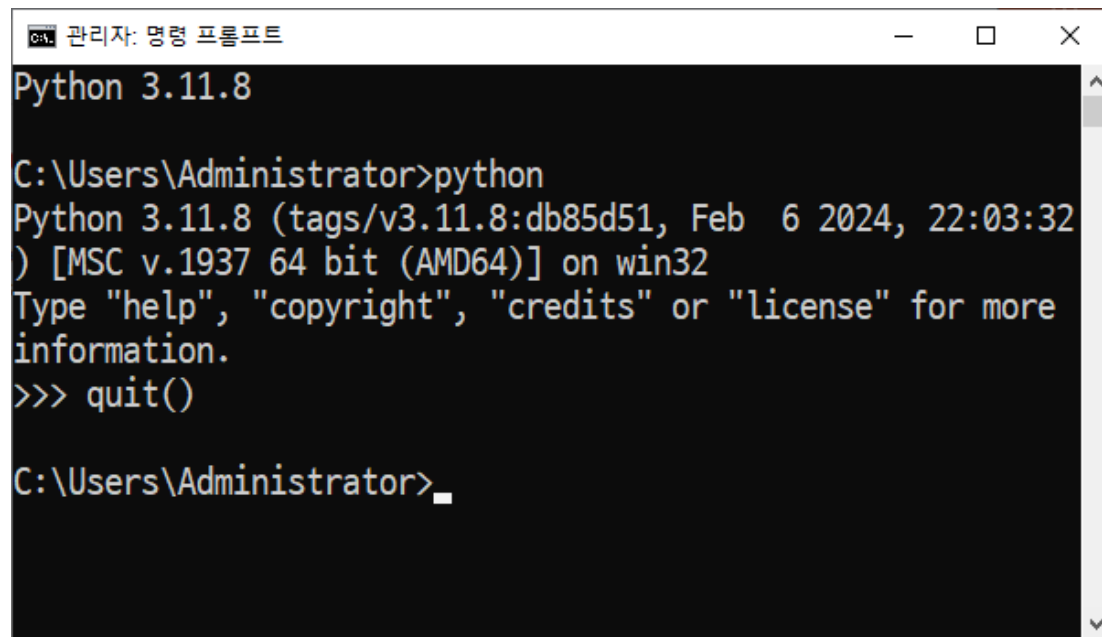 관리자: 명령 프롬프트
Python 3.11.8
C:\Users\Administrator>python
Python 3.11.8 (tags/v3.11.8:db85d51, Feb  6 2024, 22:03:32
) [MSC v.1937 64 bit (AMD64)] on win32
Type "help", "copyright", "credits" or "license" for more
information.
>>> quit()
C:\Users\Administrator>